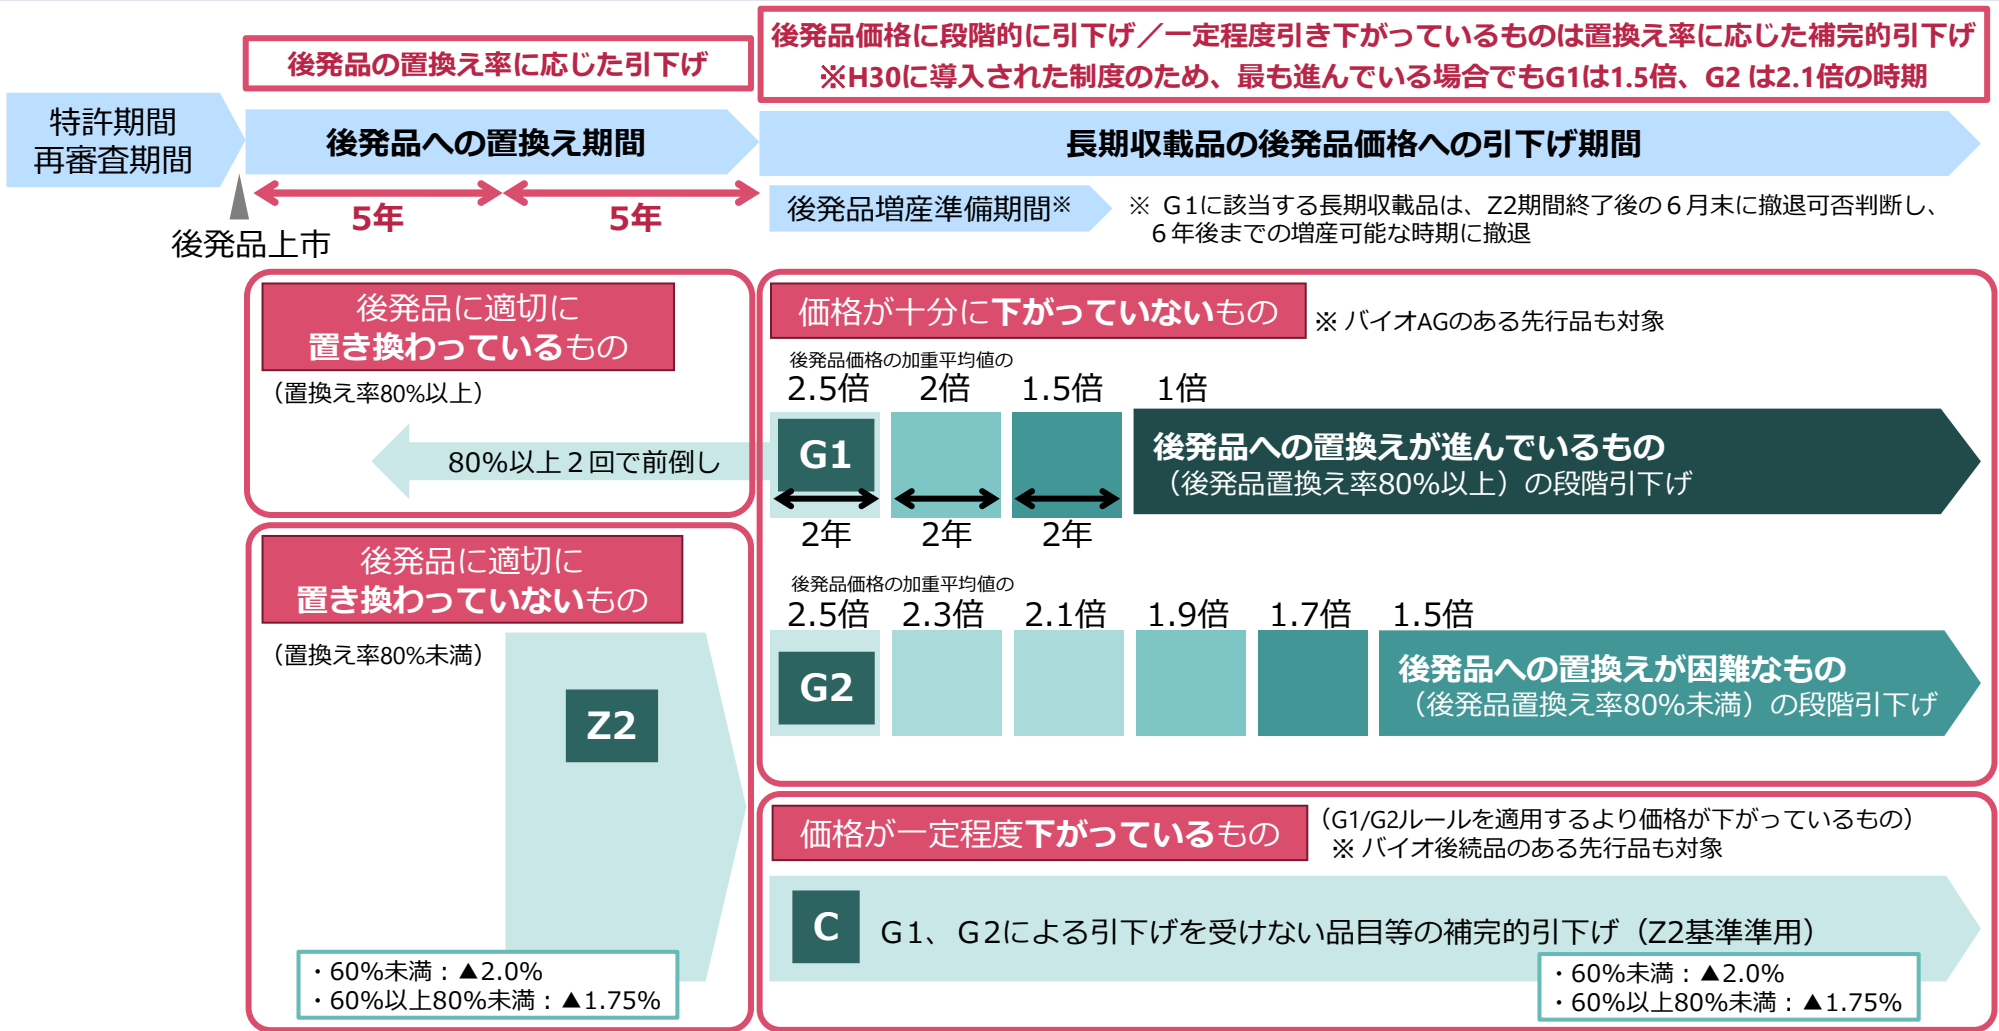 後発品の置換え率に応じた引下げ
後発品価格に段階的に引下げ／一定程度引き下がっているものは置換え率に応じた補完的引下げ
※H30に導入された制度のため、最も進んでいる場合でもG1は1.5倍、G2 は2.1倍の時期
特許期間
再審査期間
後発品への置換え期間
長期収載品の後発品価格への引下げ期間
5年
5年
後発品上市
後発品増産準備期間※
※ G1に該当する長期収載品は、Z2期間終了後の６月末に撤退可否判断し、
６年後までの増産可能な時期に撤退
後発品に適切に
置き換わっているもの
（置換え率80%以上）
80%以上２回で前倒し
価格が十分に下がっていないもの
※ バイオAGのある先行品も対象
後発品価格の加重平均値の
2.5倍
2倍
1.5倍
1倍
G1
後発品への置換えが進んでいるもの
（後発品置換え率80%以上）の段階引下げ
2年
2年
2年
後発品に適切に
置き換わっていないもの
（置換え率80%未満）
Z2
・60%未満：▲2.0%
・60%以上80%未満：▲1.75%
後発品価格の加重平均値の
2.5倍
2.3倍
2.1倍
1.9倍
1.7倍
1.5倍
G2
後発品への置換えが困難なもの
（後発品置換え率80%未満）の段階引下げ
価格が一定程度下がっているもの
（G1/G2ルールを適用するより価格が下がっているもの）
※ バイオ後続品のある先行品も対象
C
Ｇ1、Ｇ2による引下げを受けない品目等の補完的引下げ（Z2基準準用）
・60%未満：▲2.0%
・60%以上80%未満：▲1.75%